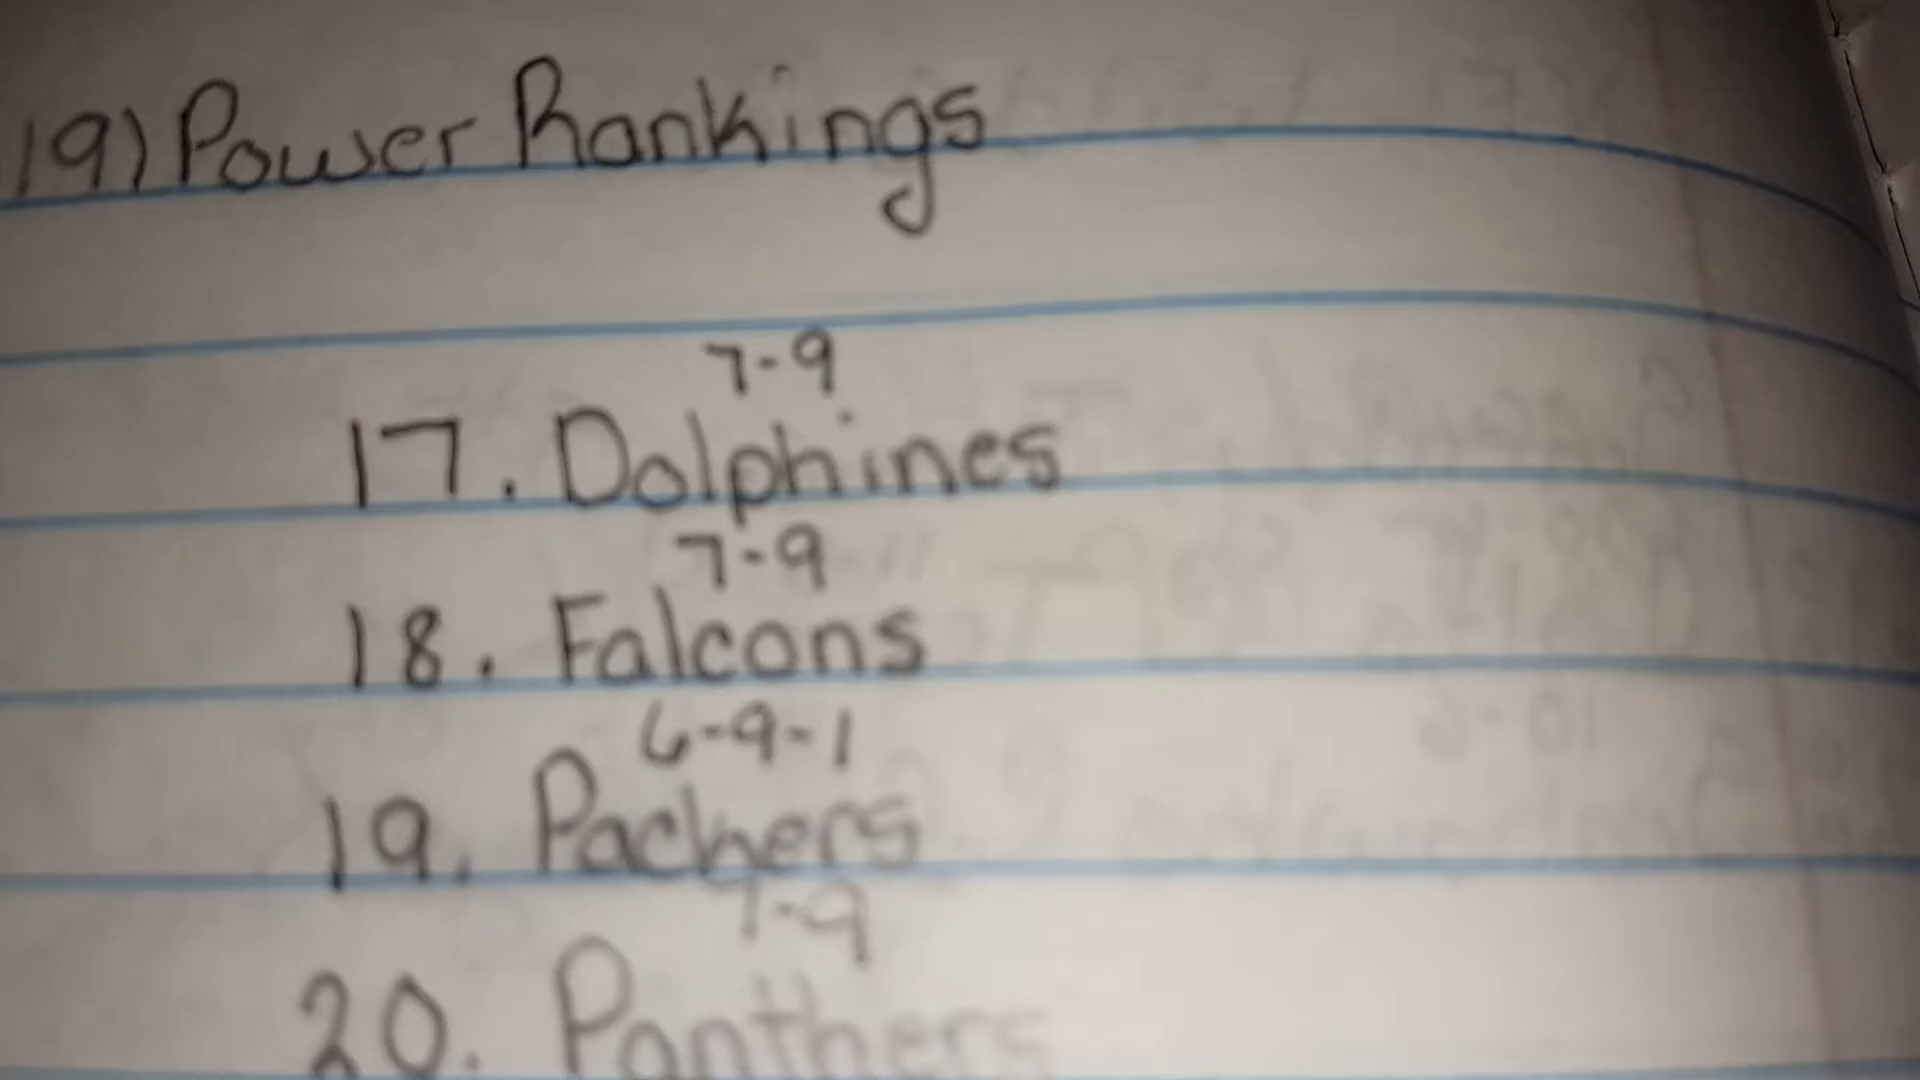 19) Power Rankings
7-9
17. Dolphines
7-9
18. Falcons
6-9-1
19. Packers
7-9
20. Panthers